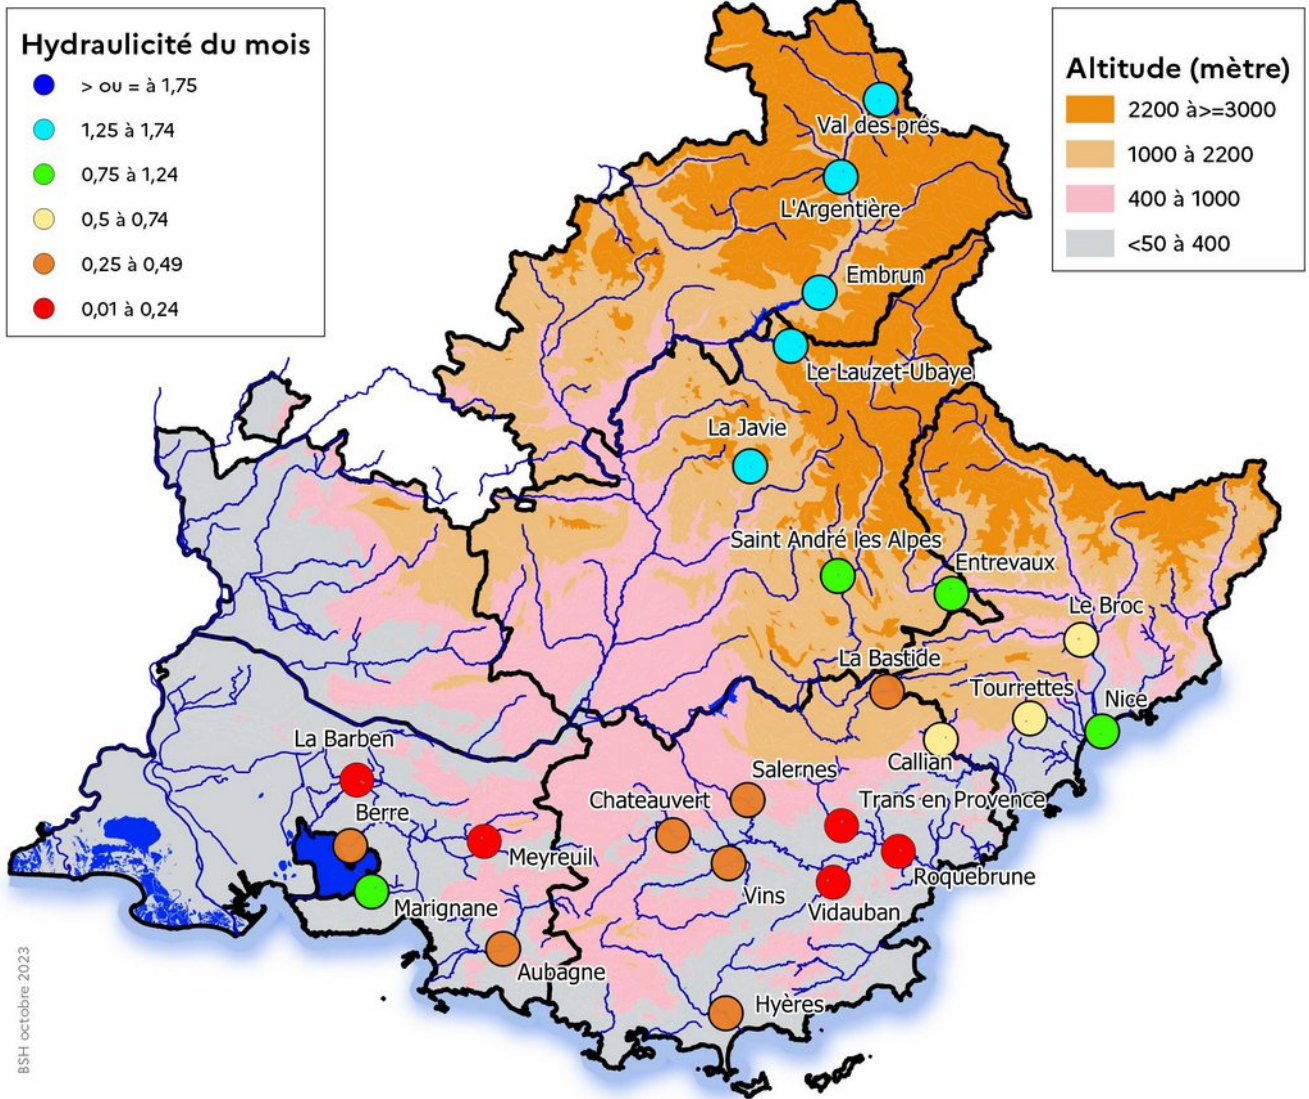 Hydraulicité du mois
> ou = à 1,75
1,25 à 1,74
0,75 à 1,24
0,5 à 0,74
0,25 à 0,49
0,01 à 0,24
Altitude (mètre)
2200 à>=3000
1000 à 2200
400 à 1000
<50 à 400
Val des prés
L'Argentière
Embrun
Le Lauzet-Ubaye
La Javie
Saint André les Alpes
Entrevaux
Le Broc
La Bastide
Tourrettes
Nice
La Barben
Callian
Salernes
Chateauvert
Trans en Provence
Berre
Meyreuil
Roquebrune
Vins
Marignane
Vidauban
Aubagne
Hyères
BSH octobre 2023